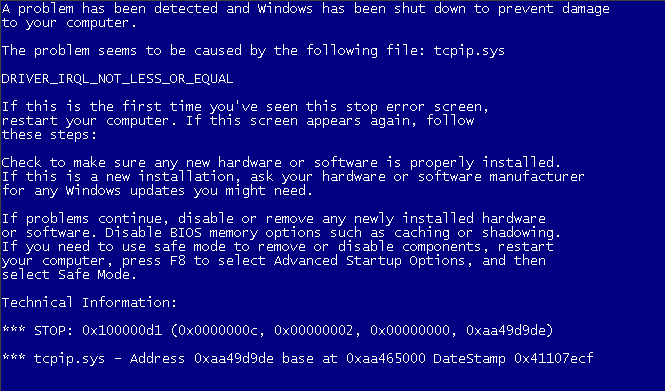 A problem has been detected and Windows has been shut down to prevent damage
to your computer.
The problem seems to be caused by the following file: tcpip.sys
DRIVER_IRQL_NOT_LESS_OR_EQUAL
If this is the first time you've seen this stop error screen,
restart your computer. If this screen appears again, follow
these steps:
Check to make sure any new hardware or software is properly installed.
If this is a new installation, ask your hardware or software manufacturer
for any Windows updates you might need.
If problems continue, disable or remove any newly installed hardware
or software. Disable BIOS memory options such as caching or shadowing.
If you need to use safe mode to remove or disable components, restart
your computer, press F8 to select Advanced Startup Options, and then
select Safe Mode.
Technical Information:
*** STOP: 0x100000d1 (0x0000000c, 0x00000002, 0x00000000, 0xaa49d9de)
*** tcpip.sys - Address 0xaa49d9de base at 0xaa465000 DateStamp 0x41107ecf